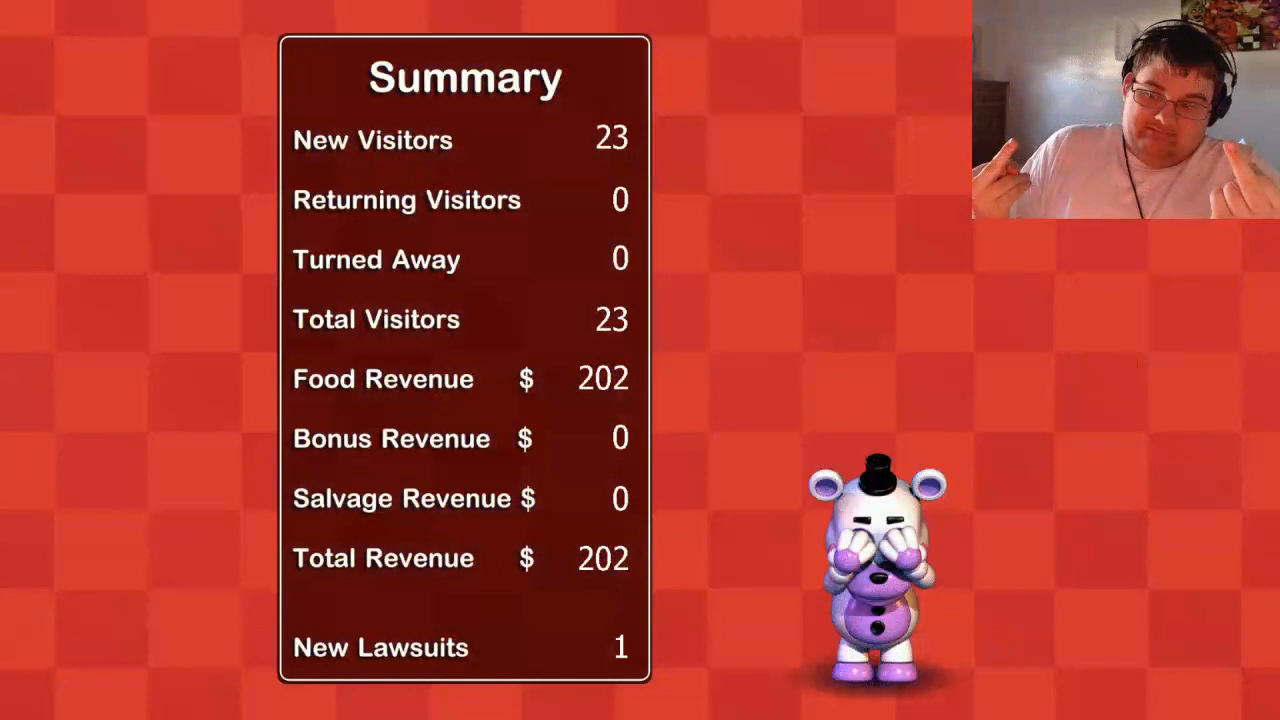 Summary
New Visitors 23
Returning Visitors 0
Turned Away 0
Total Visitors 23
Food Revenue $ 202
Bonus Revenue $ 0
Salvage Revenue $ 0
Total Revenue $ 202
New Lawsuits 1